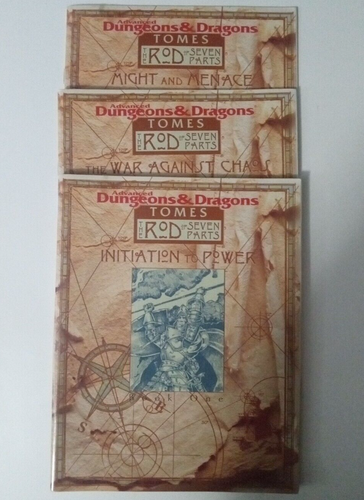 Advanced
Dungeons & Dragons
TOMES
THE ROD OF SEVEN PARTS
MIGHT AND MENACE
Advanced
Dungeons & Dragons
TOMES
THE ROD OF SEVEN PARTS
THE WAR AGAINST CHAOS
Advanced
Dungeons & Dragons
TOMES
THE ROD OF SEVEN PARTS
INITIATION TO POWER
Book One